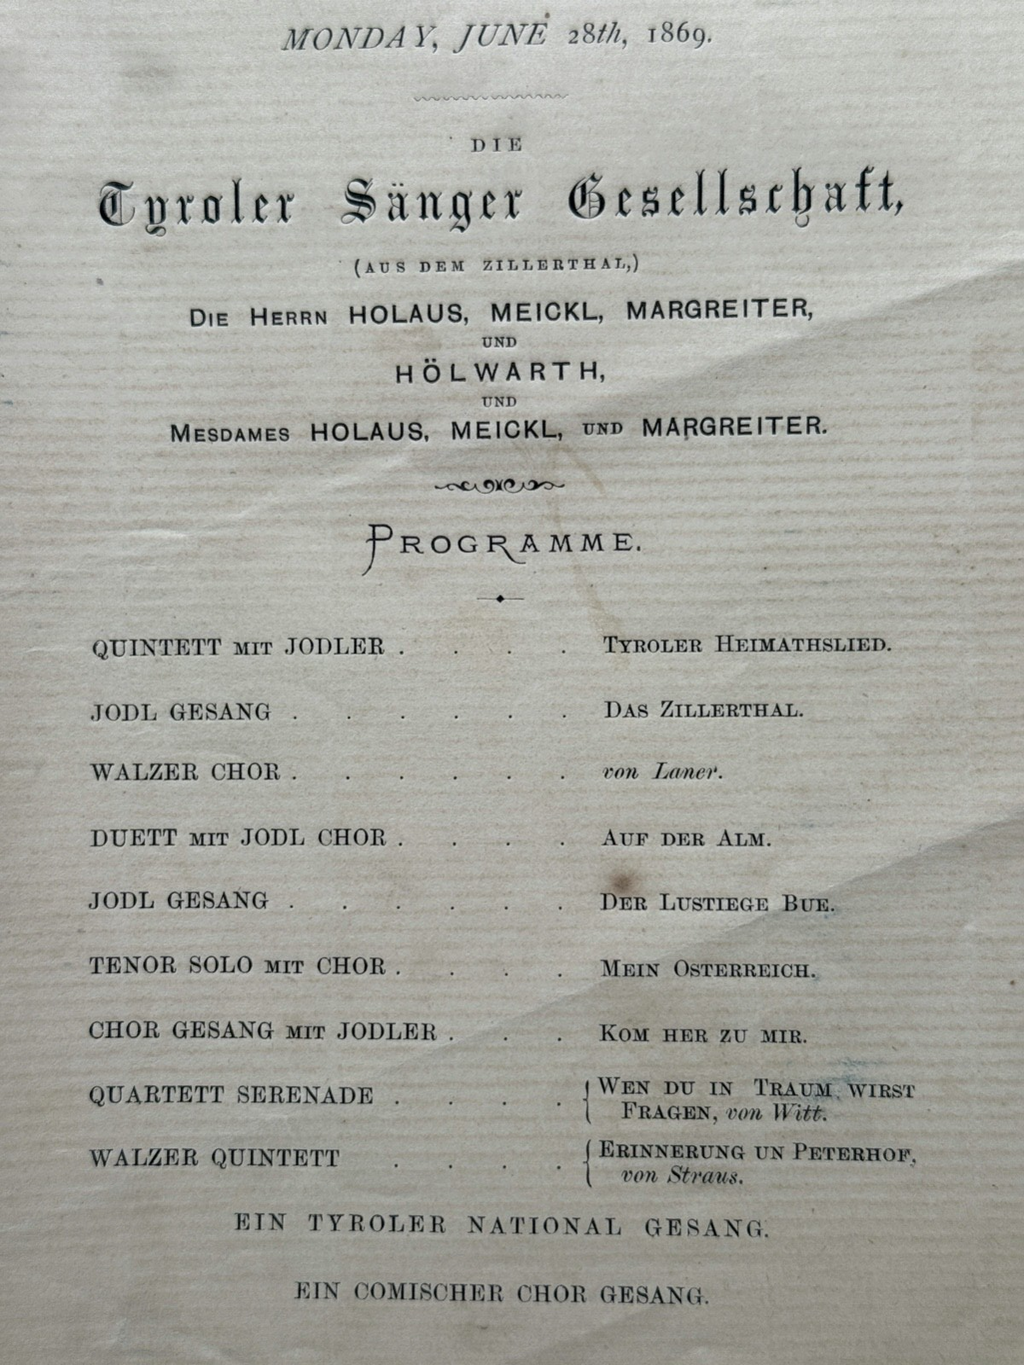 MONDAY, JUNE 28th, 1869.
DIE
Tyroler Sänger Gesellschaft,
(AUS DEM ZILLERTHAL,)
DIE HERRN HOLAUS, MEICKL, MARGREITER,
UND
HÖLWARTH,
UND
MESDAMES HOLAUS, MEICKL, UND MARGREITER.
PROGRAMME.
QUINTETT MIT JODLER . . . . TYROLER HEIMATHSLIED.
JODL GESANG . . . . . . DAS ZILLERTHAL.
WALZER CHOR . . . . . . von Laner.
DUETT MIT JODL CHOR . . . . AUF DER ALM.
JODL GESANG . . . . . . DER LUSTIEGE BUE.
TENOR SOLO MIT CHOR . . . . MEIN OSTERREICH.
CHOR GESANG MIT JODLER . . . KOM HER ZU MIR.
QUARTETT SERENADE . . . . { WEN DU IN TRAUM WIRST
FRAGEN, von Witt.
WALZER QUINTETT . . . . { ERINNERUNG UN PETERHOF,
von Straus.
EIN TYROLER NATIONAL GESANG.
EIN COMISCHER CHOR GESANG.